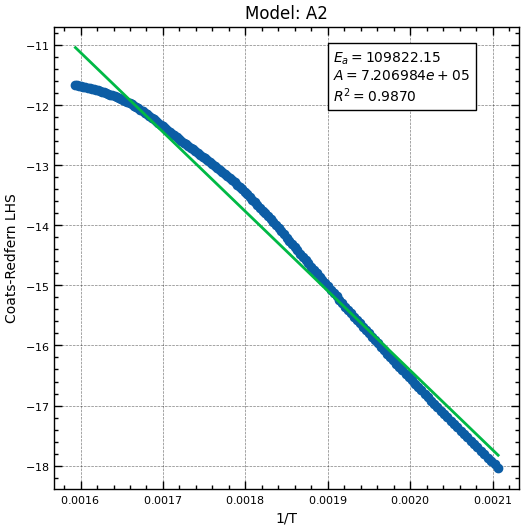 Model: A2
E_a = 109822.15
A = 7.206984e + 05
R² = 0.9870
Coats-Redfern LHS
−11
−12
−13
−14
−15
−16
−17
−18
0.0016 0.0017 0.0018 0.0019 0.0020 0.0021
1/T